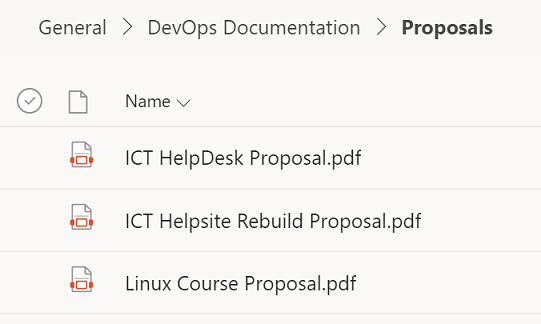 General > DevOps Documentation > Proposals
Name
ICT HelpDesk Proposal.pdf
ICT Helpsite Rebuild Proposal.pdf
Linux Course Proposal.pdf